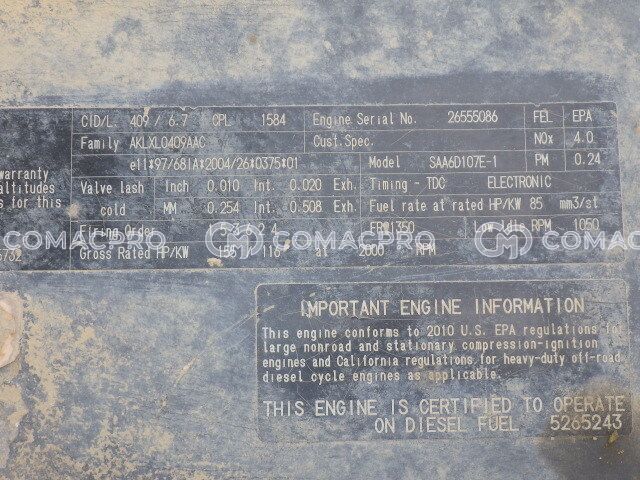 CID/L. 409 / 6.7 CPL 1584 Engine Serial No. 26555086 FEL EPA
Family AKLXL0409AAC Cust.Spec. NOx 4.0
warranty e11*97/68IA*2004/26*0375*01 Model SAA6D107E-1 PM 0.24
altitudes Valve lash Inch 0.010 Int. 0.020 Exh. Timing - TDC ELECTRONIC
s for this cold MM 0.254 Int. 0.508 Exh. Fuel rate at rated HP/KW 85 mm3/st
Firing Order 1 5 3 6 2 4 Low Idle RPM 1050
Gross Rated HP/KW 155 / 116 at 2000 RPM
COMACPRO COMACPRO COMACPRO
IMPORTANT ENGINE INFORMATION
This engine conforms to 2010 U.S. EPA regulations for
large nonroad and stationary compression-ignition
engines and California regulations for heavy-duty off-road
diesel cycle engines as applicable.
THIS ENGINE IS CERTIFIED TO OPERATE
ON DIESEL FUEL 5265243